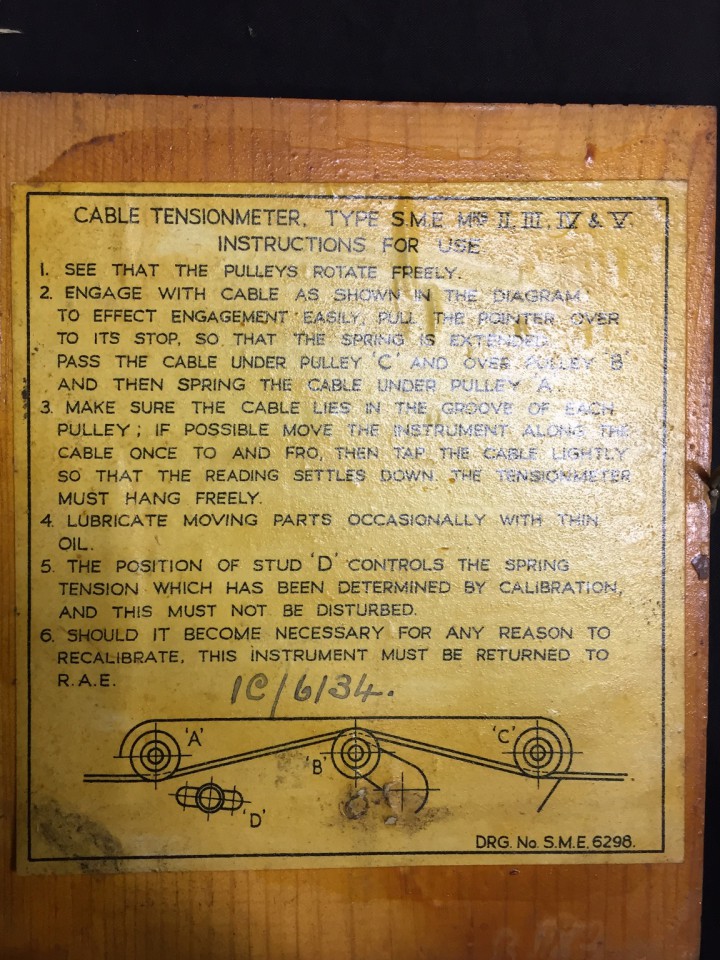 CABLE TENSIONMETER, TYPE S.M.E MKS II, III, IV & V
INSTRUCTIONS FOR USE
1. SEE THAT THE PULLEYS ROTATE FREELY.
2. ENGAGE WITH CABLE AS SHOWN IN THE DIAGRAM.
TO EFFECT ENGAGEMENT EASILY, PULL THE POINTER OVER
TO ITS STOP, SO THAT THE SPRING IS EXTENDED.
PASS THE CABLE UNDER PULLEY 'C' AND OVER PULLEY 'B'
AND THEN SPRING THE CABLE UNDER PULLEY A.
3. MAKE SURE THE CABLE LIES IN THE GROOVE OF EACH
PULLEY; IF POSSIBLE MOVE THE INSTRUMENT ALONG THE
CABLE ONCE TO AND FRO, THEN TAP THE CABLE LIGHTLY
SO THAT THE READING SETTLES DOWN. THE TENSIONMETER
MUST HANG FREELY.
4. LUBRICATE MOVING PARTS OCCASIONALLY WITH THIN
OIL.
5. THE POSITION OF STUD 'D' CONTROLS THE SPRING
TENSION WHICH HAS BEEN DETERMINED BY CALIBRATION,
AND THIS MUST NOT BE DISTURBED.
6. SHOULD IT BECOME NECESSARY FOR ANY REASON TO
RECALIBRATE, THIS INSTRUMENT MUST BE RETURNED TO
R.A.E.
1C/6134.
'A' 'B' 'C'
'D'
DRG. No. S.M.E. 6298.